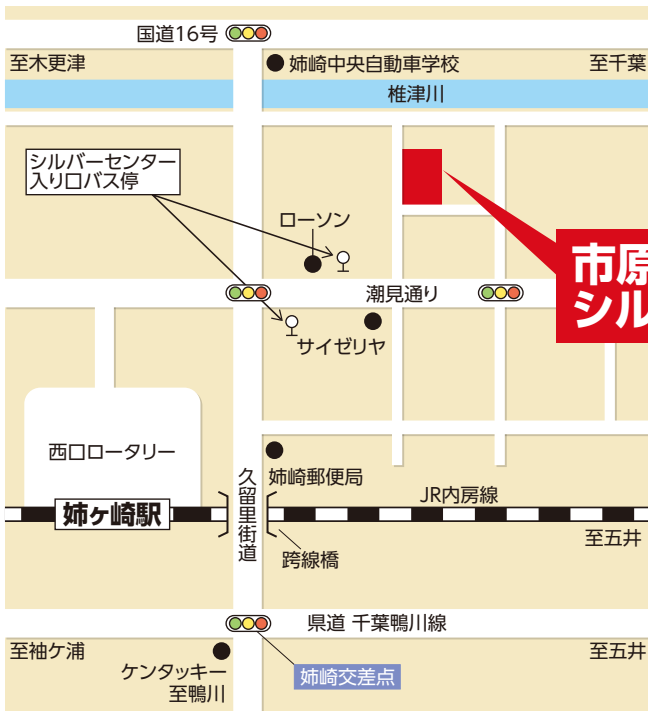 国道16号
至木更津
姉崎中央自動車学校
至千葉
椎津川
シルバーセンター
入り口バス停
ローソン
市原
シル
潮見通り
サイゼリヤ
西口ロータリー
姉崎郵便局
久留里街道
JR内房線
姉ヶ崎駅
至五井
跨線橋
県道 千葉鴨川線
至袖ケ浦
至五井
ケンタッキー
至鴨川
姉崎交差点